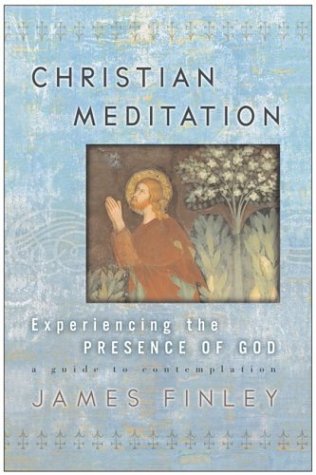 CHRISTIAN
MEDITATION
Experiencing the
PRESENCE OF GOD
a guide to contemplation
JAMES FINLEY